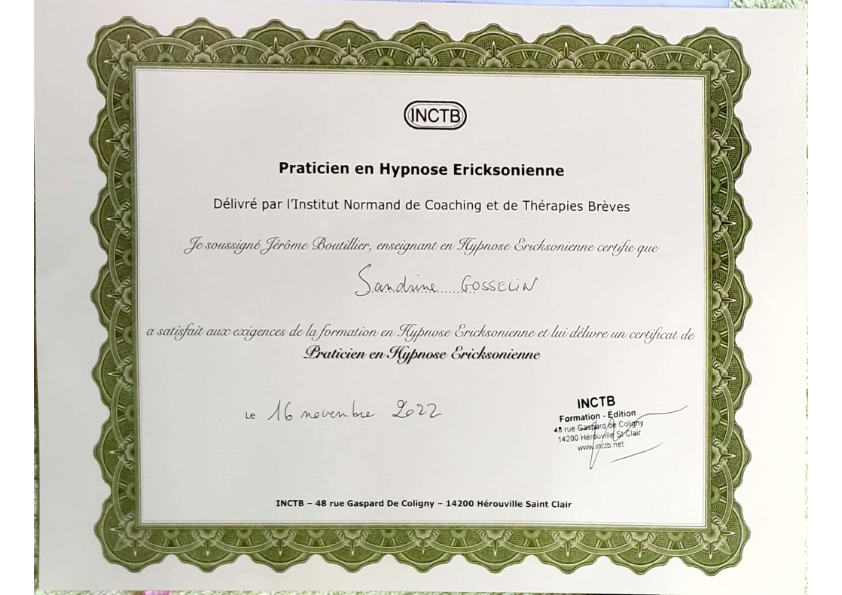 INCTB
Praticien en Hypnose Ericksonienne
Délivré par l'Institut Normand de Coaching et de Thérapies Brèves
Je soussigné Jérôme Boutillier, enseignant en Hypnose Ericksonienne certifie que
Sandrine GOSSELIN
a satisfait aux exigences de la formation en Hypnose Ericksonienne et lui délivre un certificat de
Praticien en Hypnose Ericksonienne
Le 16 novembre 2022
INCTB
Formation - Édition
48 rue Gaspard de Coligny
14200 Hérouville St Clair
www.inctb.net
INCTB – 48 rue Gaspard De Coligny – 14200 Hérouville Saint Clair